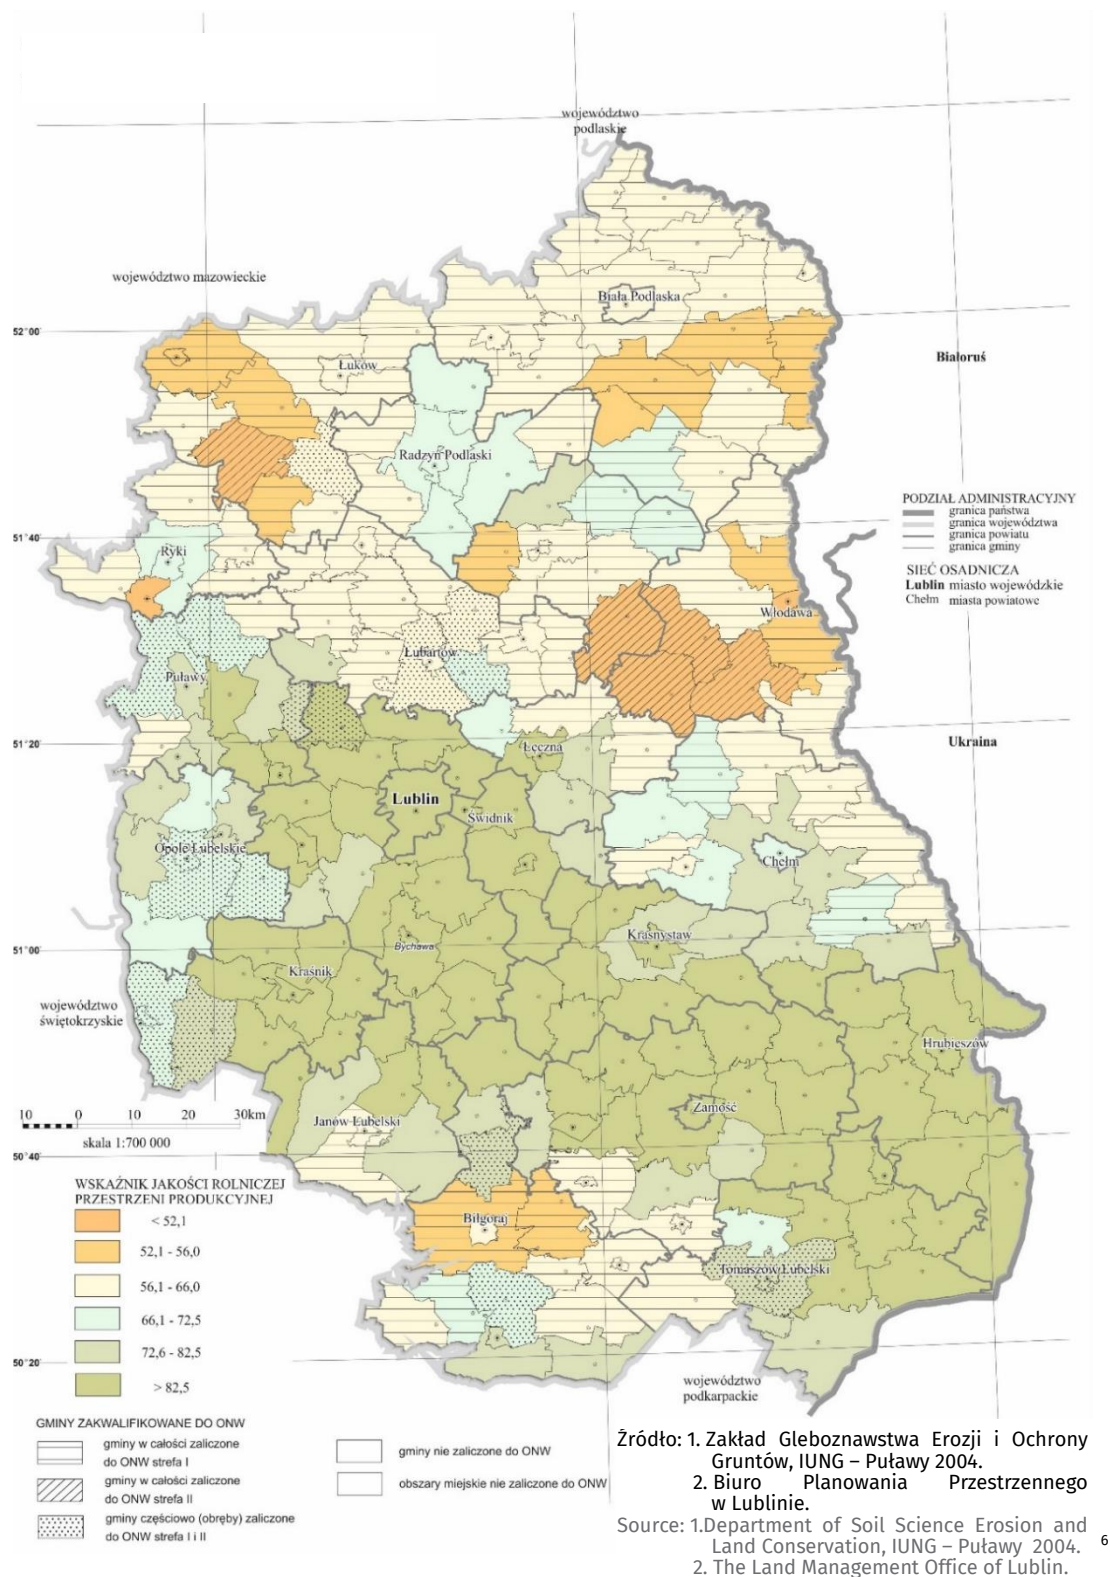 województwo
podlaskie
województwo mazowieckie
Biała Podlaska
52°00'
Białoruś
Łuków
Radzyń Podlaski
PODZIAŁ ADMINISTRACYJNY
granica państwa
granica województwa
granica powiatu
granica gminy
51°40'
Ryki
SIEĆ OSADNICZA
Lublin miasto wojewódzkie
Chełm miasta powiatowe
Włodawa
Lubartów
Puławy
51°20'
Łęczna
Ukraina
Lublin
Świdnik
Opole Lubelskie
Chełm
Krasnystaw
51°00'
Bychawa
Kraśnik
województwo
świętokrzyskie
Hrubieszów
10 0 10 20 30km
skala 1:700 000
Janów Lubelski
Zamość
50°40'
WSKAŹNIK JAKOŚCI ROLNICZEJ
PRZESTRZENI PRODUKCYJNEJ
< 52,1
52,1 - 56,0
56,1 - 66,0
66,1 - 72,5
72,6 - 82,5
> 82,5
Biłgoraj
Tomaszów Lubelski
50°20'
województwo
podkarpackie
GMINY ZAKWALIFIKOWANE DO ONW
gminy w całości zaliczone
do ONW strefa I
gminy w całości zaliczone
do ONW strefa II
gminy częściowo (obręby) zaliczone
do ONW strefa I i II
gminy nie zaliczone do ONW
obszary miejskie nie zaliczone do ONW
Źródło: 1. Zakład Gleboznawstwa Erozji i Ochrony
Gruntów, IUNG – Puławy 2004.
2. Biuro Planowania Przestrzennego
w Lublinie.
Source: 1.Department of Soil Science Erosion and
Land Conservation, IUNG – Puławy 2004.
2. The Land Management Office of Lublin.
6